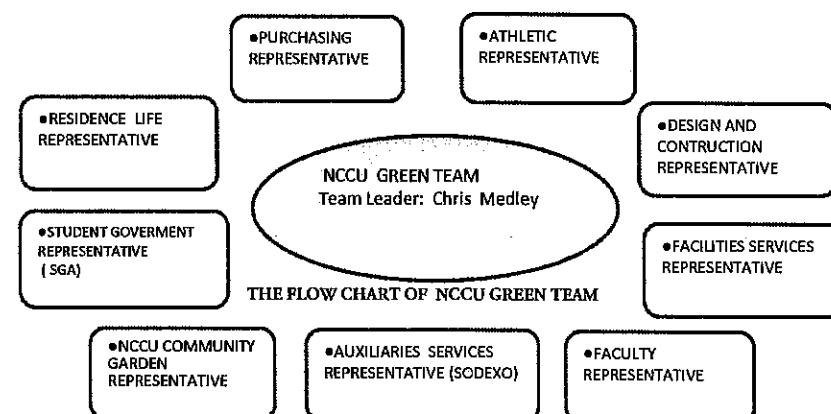 ●PURCHASING
REPRESENTATIVE
●ATHLETIC
REPRESENTATIVE
●RESIDENCE LIFE
REPRESENTATIVE
●DESIGN AND
CONTRUCTION
REPRESENTATIVE
NCCU GREEN TEAM
Team Leader: Chris Medley
●STUDENT GOVERMENT
REPRESENTATIVE
( SGA)
●FACILITIES SERVICES
REPRESENTATIVE
THE FLOW CHART OF NCCU GREEN TEAM
●NCCU COMMUNITY
GARDEN
REPRESENTATIVE
●AUXILIARIES SERVICES
REPRESENTATIVE (SODEXO)
●FACULTY
REPRESENTATIVE